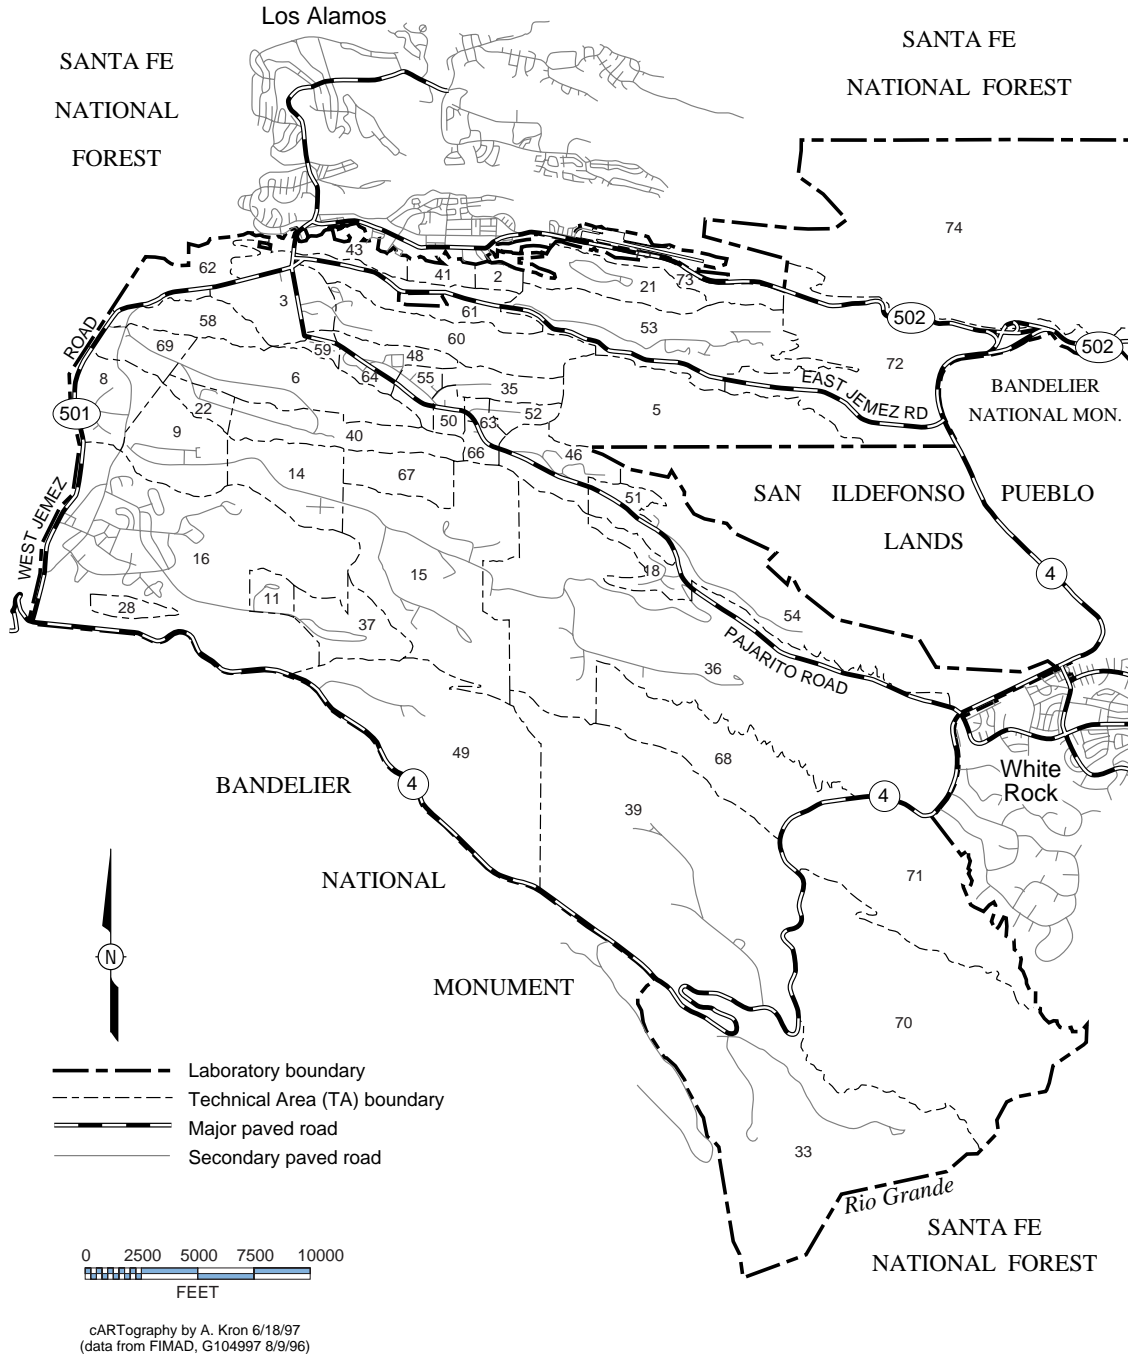 Los Alamos
SANTA FE
NATIONAL
FOREST
SANTA FE
NATIONAL FOREST
74
43
62
41
2
21
73
3
61
53
58
502
502
ROAD
69
59
60
48
72
8
6
64
55
35
EAST JEMEZ RD
BANDELIER
NATIONAL MON.
501
22
9
50
63
52
5
40
66
46
14
67
51
SAN ILDEFONSO PUEBLO
LANDS
WEST JEMEZ
16
15
18
4
28
11
37
54
36
PAJARITO ROAD
49
68
White
Rock
BANDELIER
4
4
39
NATIONAL
71
N
MONUMENT
70
Laboratory boundary
Technical Area (TA) boundary
Major paved road
Secondary paved road
33
Rio Grande
SANTA FE
NATIONAL FOREST
0 2500 5000 7500 10000
FEET
cARTography by A. Kron 6/18/97
(data from FIMAD, G104997 8/9/96)